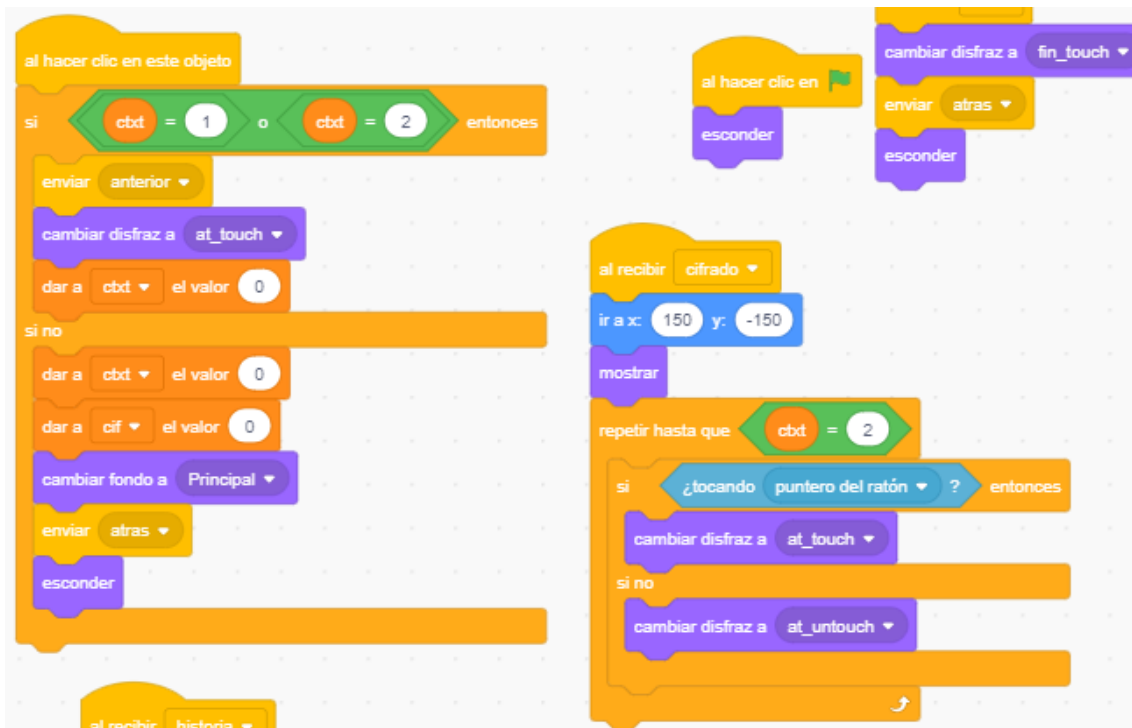 al hacer clic en este objeto
si ctxt = 1 o ctxt = 2 entonces
enviar anterior
cambiar disfraz a at_touch
dar a ctxt el valor 0
si no
dar a ctxt el valor 0
dar a cif el valor 0
cambiar fondo a Principal
enviar atras
esconder
al recibir historia
al hacer clic en
esconder
cambiar disfraz a fin_touch
enviar atras
esconder
al recibir cifrado
ir a x: 150 y: -150
mostrar
repetir hasta que ctxt = 2
si ¿tocando puntero del ratón ? entonces
cambiar disfraz a at_touch
si no
cambiar disfraz a at_untouch